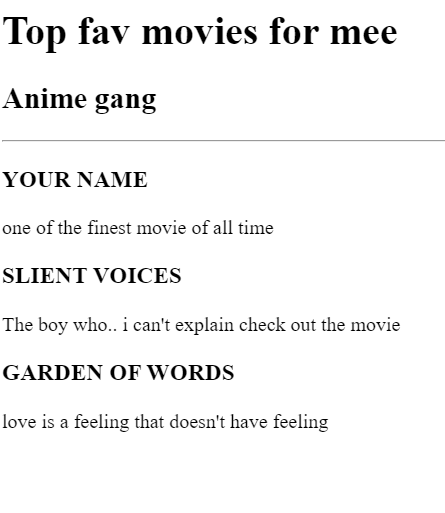 Top fav movies for mee
Anime gang
YOUR NAME
one of the finest movie of all time
SLIENT VOICES
The boy who.. i can't explain check out the movie
GARDEN OF WORDS
love is a feeling that doesn't have feeling